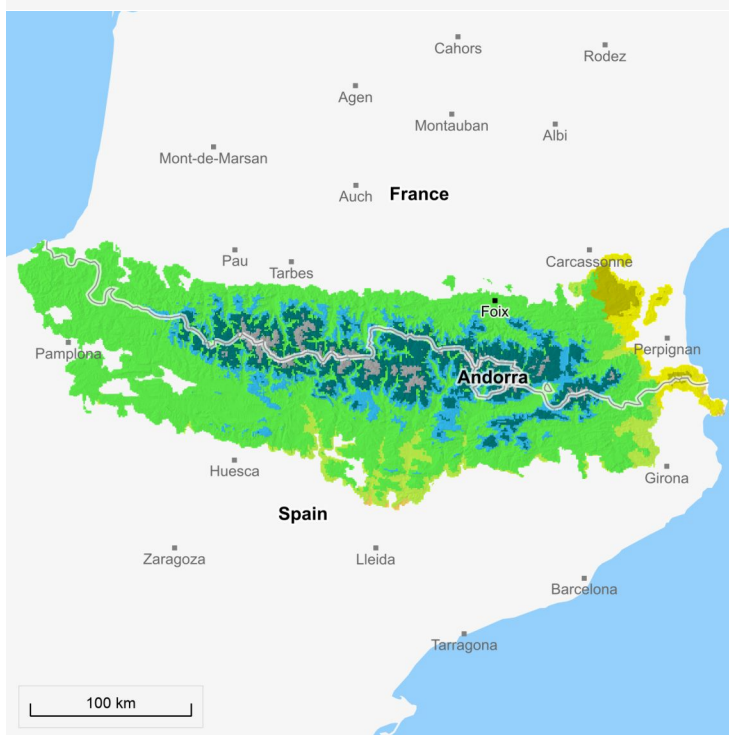 Cahors
Rodez
Agen
Montauban
Albi
Mont-de-Marsan
Auch
France
Pau
Tarbes
Carcassonne
Foix
Pamplona
Perpignan
Andorra
Huesca
Girona
Spain
Zaragoza
Lleida
Barcelona
Tarragona
100 km